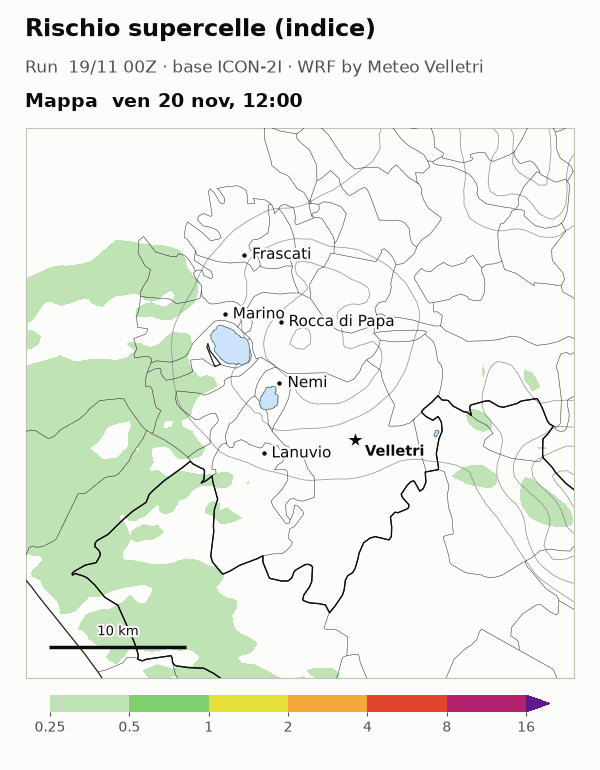 Rischio supercelle (indice)
Run  19/11 00Z · base ICON-2I · WRF by Meteo Velletri
Mappa  ven 20 nov, 12:00
Frascati
Marino
Rocca di Papa
Nemi
Lanuvio
Velletri
10 km
0.25 0.5 1 2 4 8 16